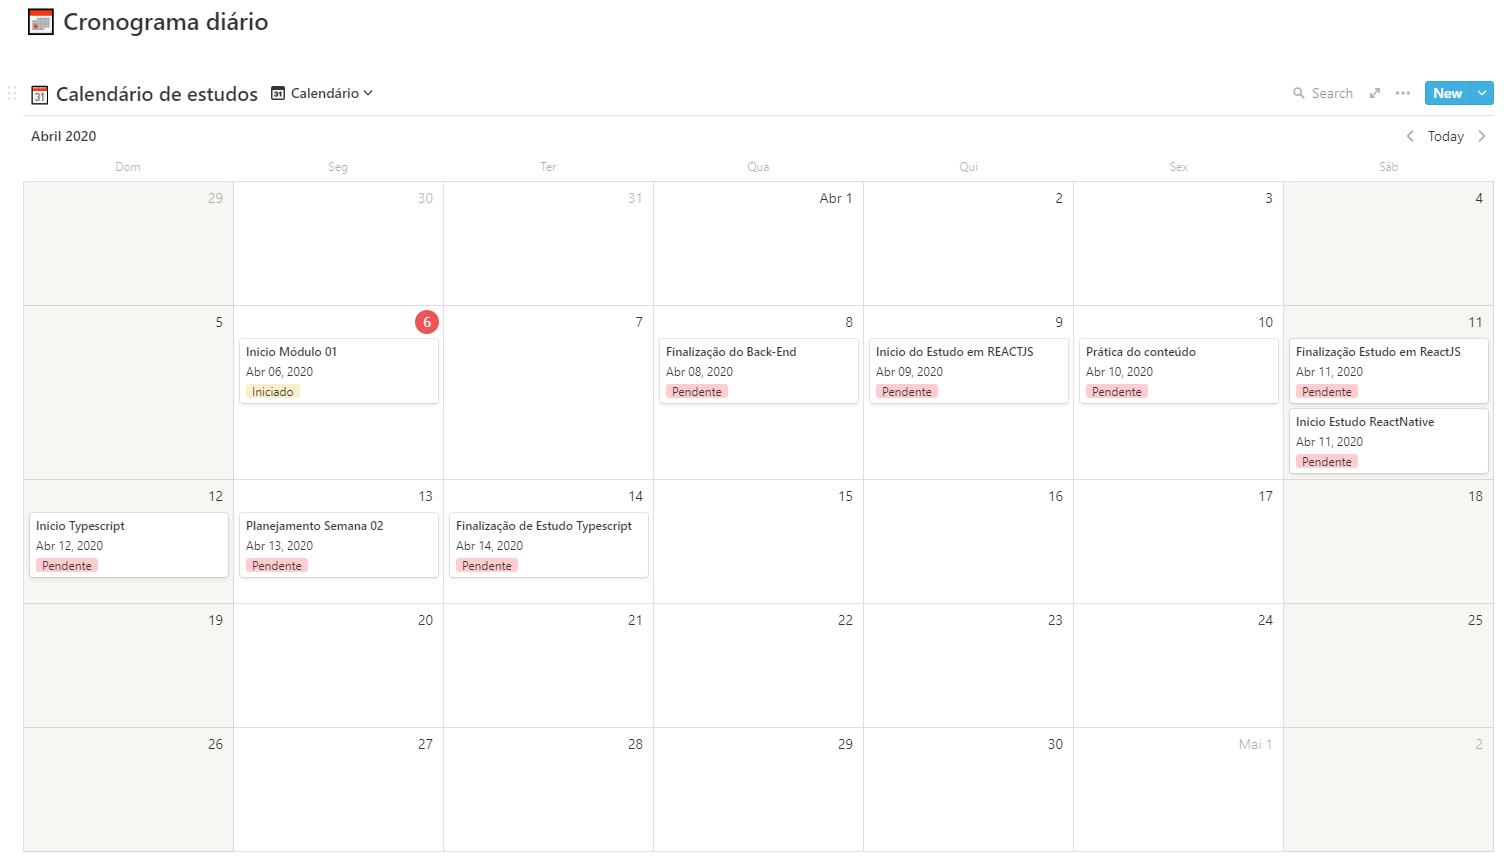 Cronograma diário
31 Calendário de estudos 31 Calendário
Search
New
Abril 2020
Today
Dom Seg Ter Qua Qui Sex Sáb
29 30 31 Abr 1 2 3 4
5 6 7 8 9 10 11
Inicio Módulo 01
Abr 06, 2020
Iniciado
Finalização do Back-End
Abr 08, 2020
Pendente
Inicio do Estudo em REACTJS
Abr 09, 2020
Pendente
Prática do conteúdo
Abr 10, 2020
Pendente
Finalização Estudo em ReactJS
Abr 11, 2020
Pendente
Inicio Estudo ReactNative
Abr 11, 2020
Pendente
12 13 14 15 16 17 18
Inicio Typescript
Abr 12, 2020
Pendente
Planejamento Semana 02
Abr 13, 2020
Pendente
Finalização de Estudo Typescript
Abr 14, 2020
Pendente
19 20 21 22 23 24 25
26 27 28 29 30 Mai 1 2